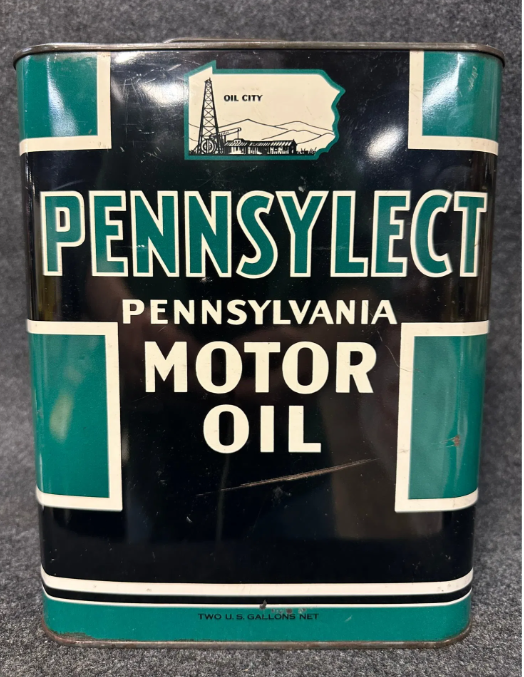 OIL CITY
PENNSYLECT
PENNSYLVANIA
MOTOR
OIL
TWO U.S. GALLONS NET